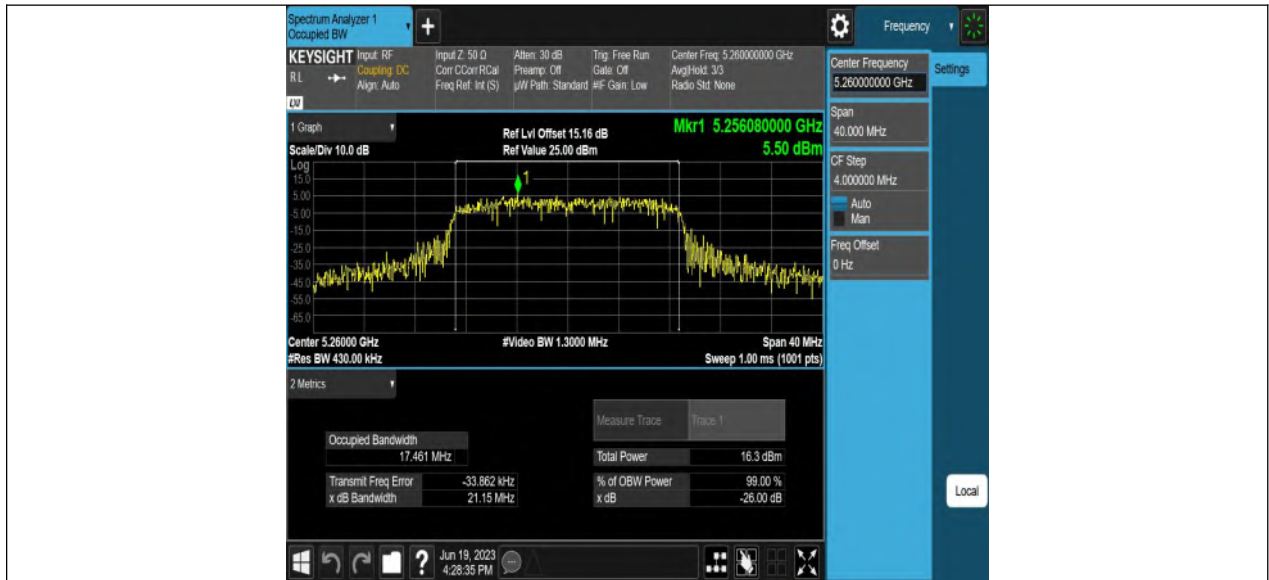 Spectrum Analyzer 1
Occupied BW
+
Frequency
KEYSIGHT
RL
LXI
Input: RF
Coupling: DC
Align: Auto
Input Z: 50 Ω
Corr CCorr RCal
Freq Ref: Int (S)
Atten: 30 dB
Preamp: Off
µW Path: Standard
Trig: Free Run
Gate: Off
#IF Gain: Low
Center Freq: 5.260000000 GHz
Avg|Hold: 3/3
Radio Std: None
Center Frequency
5.260000000 GHz
Settings
Span
40.000 MHz
CF Step
4.000000 MHz
Auto
Man
Freq Offset
0 Hz
Local
1 Graph
Scale/Div 10.0 dB
Ref Lvl Offset 15.16 dB
Ref Value 25.00 dBm
Mkr1 5.256080000 GHz
5.50 dBm
Log
15.0
5.00
-5.00
-15.0
-25.0
-35.0
-45.0
-55.0
-65.0
1
Center 5.26000 GHz
#Video BW 1.3000 MHz
Span 40 MHz
#Res BW 430.00 kHz
Sweep 1.00 ms (1001 pts)
2 Metrics
Measure Trace Trace 1
Occupied Bandwidth
17.461 MHz
Total Power 16.3 dBm
Transmit Freq Error -33.862 kHz
% of OBW Power 99.00 %
x dB Bandwidth 21.15 MHz
x dB -26.00 dB
?
Jun 19, 2023
4:28:35 PM